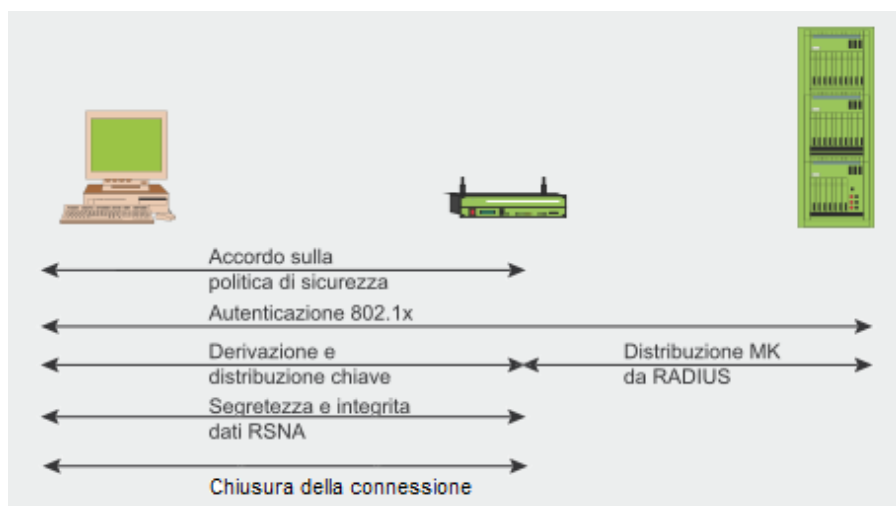 Accordo sulla
politica di sicurezza
Autenticazione 802.1x
Derivazione e
distribuzione chiave
Distribuzione MK
da RADIUS
Segretezza e integrita
dati RSNA
Chiusura della connessione